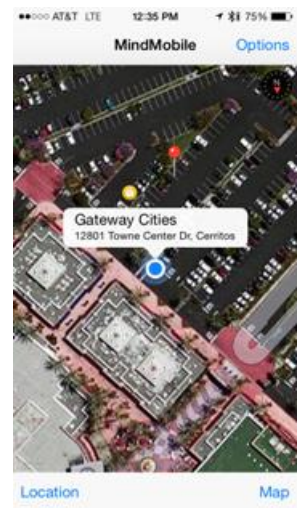 ●●○○○ AT&T LTE 12:35 PM 75%
MindMobile Options
Gateway Cities
12801 Towne Center Dr, Cerritos
Location Map